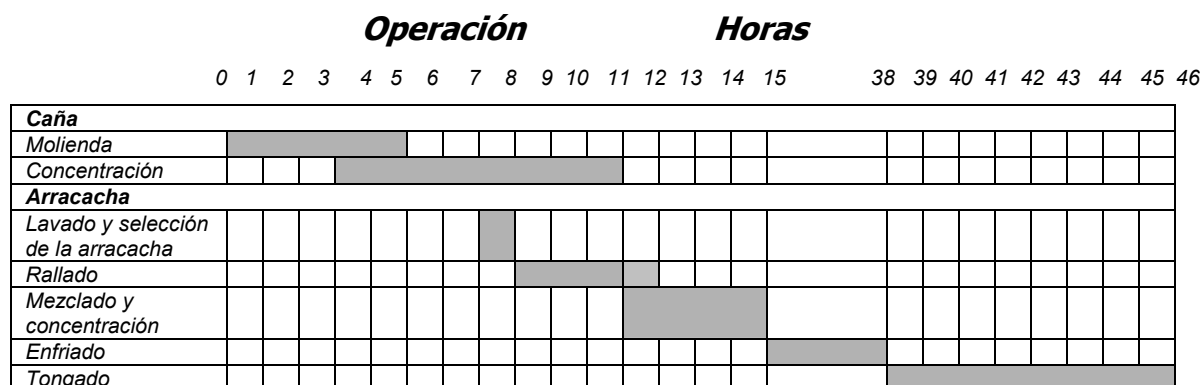 Operación Horas
0 1 2 3 4 5 6 7 8 9 10 11 12 13 14 15 38 39 40 41 42 43 44 45 46
Caña
Molienda
Concentración
Arracacha
Lavado y selección
de la arracacha
Rallado
Mezclado y
concentración
Enfriado
Tongado